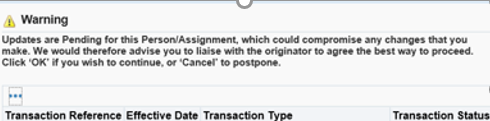 Warning
Updates are Pending for this Person/Assignment, which could compromise any changes that you
make. We would therefore advise you to liaise with the originator to agree the best way to proceed.
Click ‘OK’ if you wish to continue, or ‘Cancel’ to postpone.
Transaction Reference Effective Date Transaction Type Transaction Status